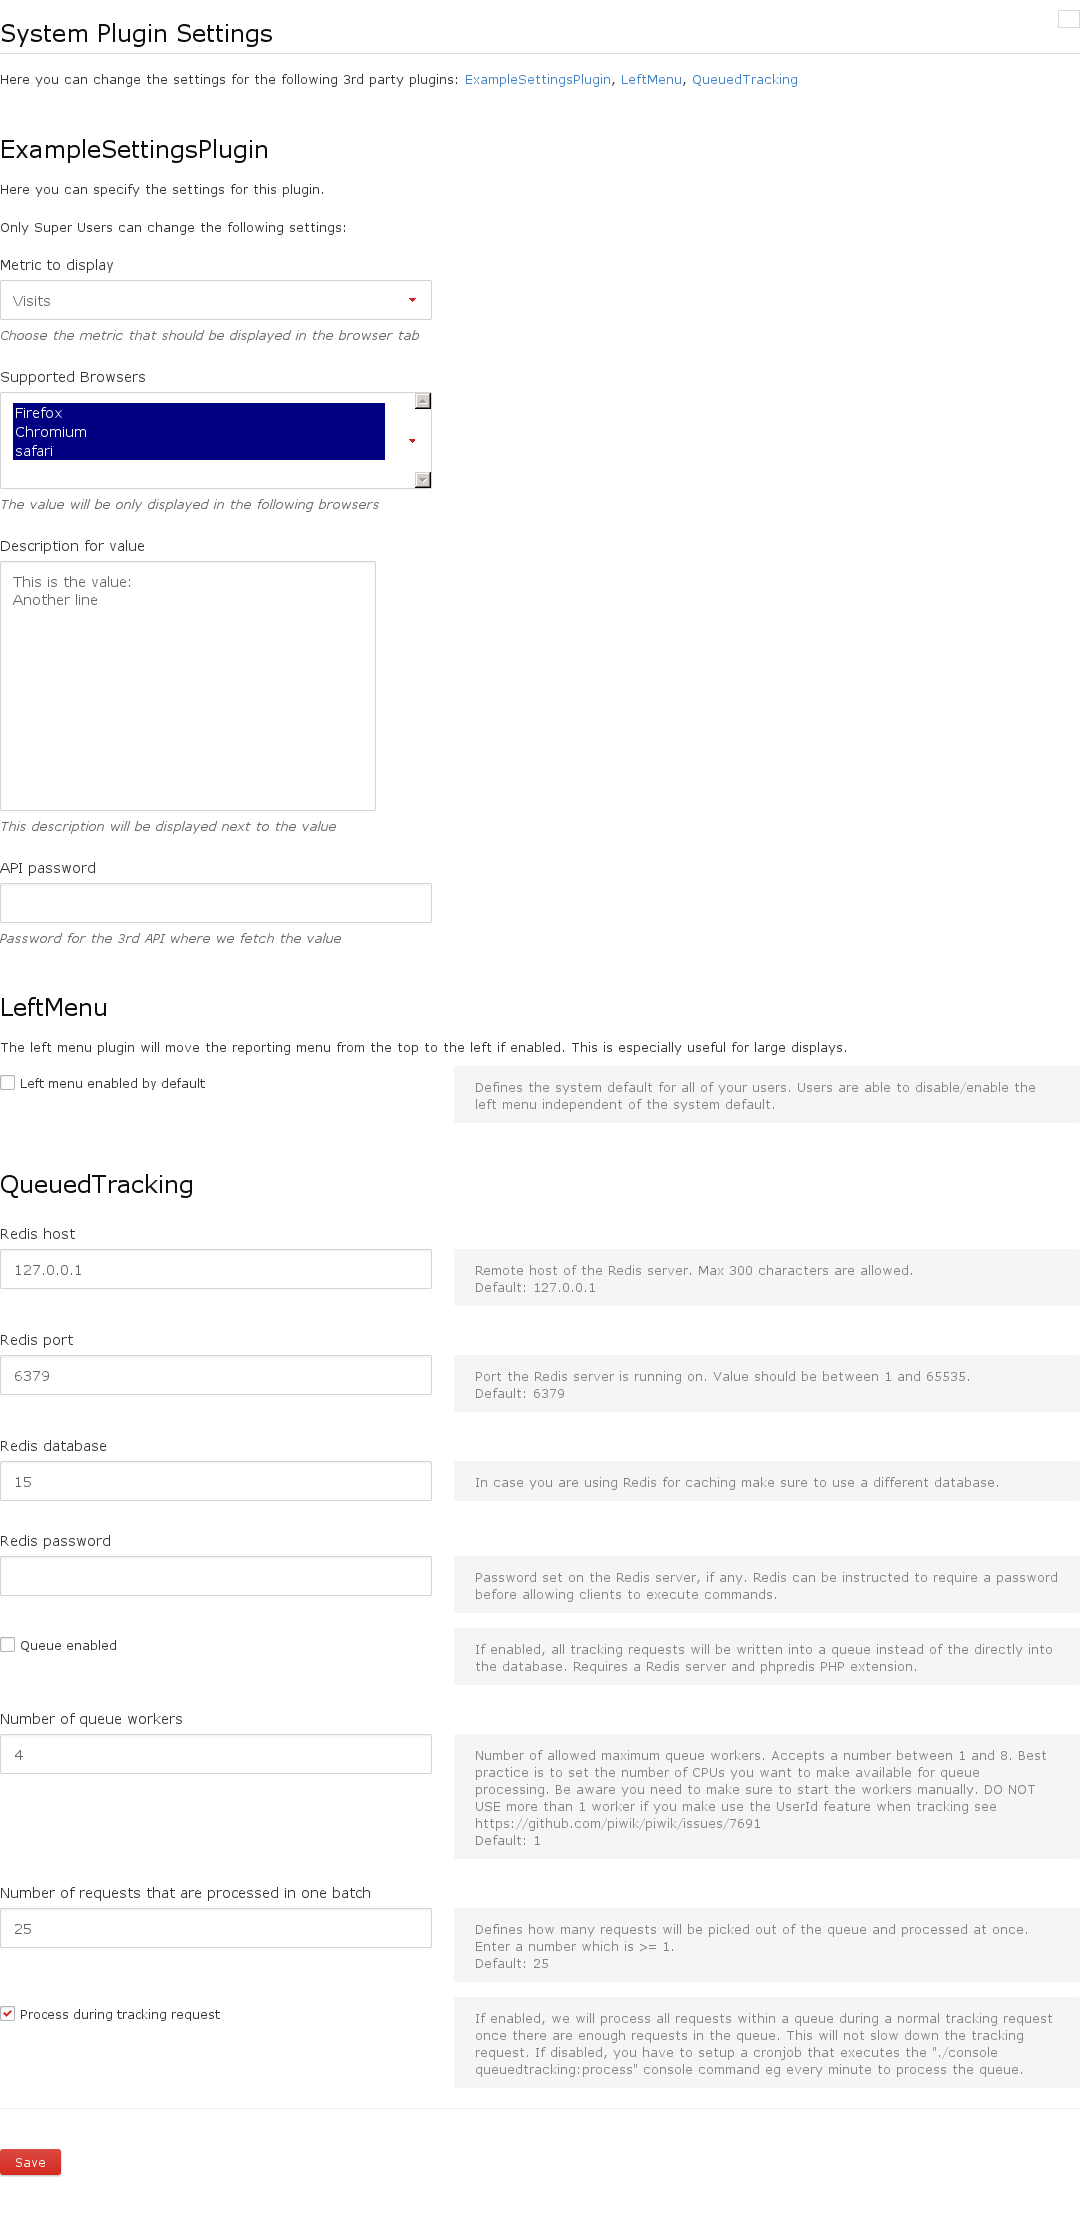 System Plugin Settings
Here you can change the settings for the following 3rd party plugins: ExampleSettingsPlugin, LeftMenu, QueuedTracking
ExampleSettingsPlugin
Here you can specify the settings for this plugin.
Only Super Users can change the following settings:
Metric to display
Visits
Choose the metric that should be displayed in the browser tab
Supported Browsers
Firefox
Chromium
safari
The value will be only displayed in the following browsers
Description for value
This is the value:
Another line
This description will be displayed next to the value
API password
Password for the 3rd API where we fetch the value
LeftMenu
The left menu plugin will move the reporting menu from the top to the left if enabled. This is especially useful for large displays.
Left menu enabled by default
Defines the system default for all of your users. Users are able to disable/enable the
left menu independent of the system default.
QueuedTracking
Redis host
127.0.0.1
Remote host of the Redis server. Max 300 characters are allowed.
Default: 127.0.0.1
Redis port
6379
Port the Redis server is running on. Value should be between 1 and 65535.
Default: 6379
Redis database
15
In case you are using Redis for caching make sure to use a different database.
Redis password
Password set on the Redis server, if any. Redis can be instructed to require a password
before allowing clients to execute commands.
Queue enabled
If enabled, all tracking requests will be written into a queue instead of the directly into
the database. Requires a Redis server and phpredis PHP extension.
Number of queue workers
4
Number of allowed maximum queue workers. Accepts a number between 1 and 8. Best
practice is to set the number of CPUs you want to make available for queue
processing. Be aware you need to make sure to start the workers manually. DO NOT
USE more than 1 worker if you make use the UserId feature when tracking see
https://github.com/piwik/piwik/issues/7691
Default: 1
Number of requests that are processed in one batch
25
Defines how many requests will be picked out of the queue and processed at once.
Enter a number which is >= 1.
Default: 25
Process during tracking request
If enabled, we will process all requests within a queue during a normal tracking request
once there are enough requests in the queue. This will not slow down the tracking
request. If disabled, you have to setup a cronjob that executes the "./console
queuedtracking:process" console command eg every minute to process the queue.
Save